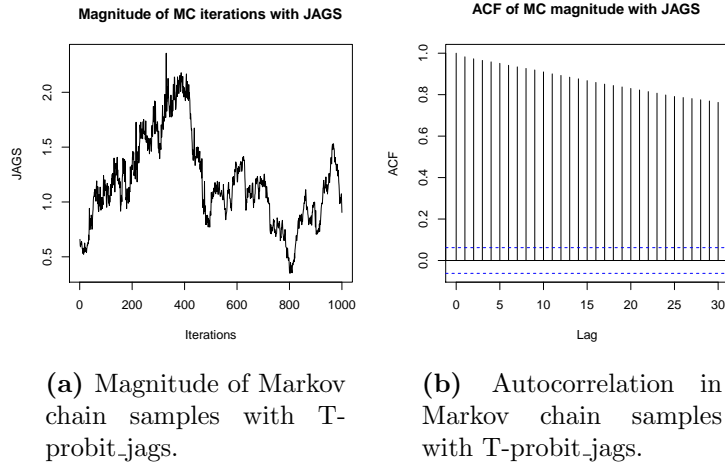 Magnitude of MC iterations with JAGS
JAGS
2.0
1.5
1.0
0.5
0 200 400 600 800 1000
Iterations
(a) Magnitude of Markov
chain samples with T-
probit_jags.
ACF of MC magnitude with JAGS
ACF
1.0
0.8
0.6
0.4
0.2
0.0
0 5 10 15 20 25 30
Lag
(b) Autocorrelation in
Markov chain samples
with T-probit_jags.